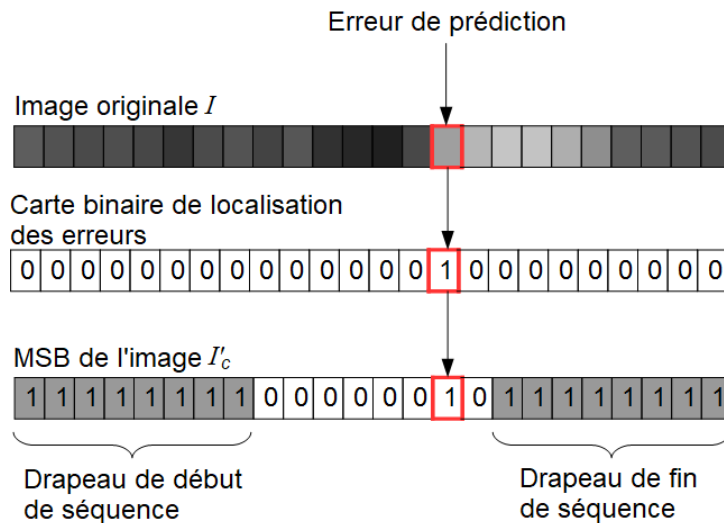 Erreur de prédiction
Image originale I
Carte binaire de localisation
des erreurs
0 0 0 0 0 0 0 0 0 0 0 0 0 0 1 0 0 0 0 0 0 0 0 0
MSB de l'image I'c
1 1 1 1 1 1 1 1 0 0 0 0 0 0 1 0 1 1 1 1 1 1 1 1
Drapeau de début
de séquence
Drapeau de fin
de séquence